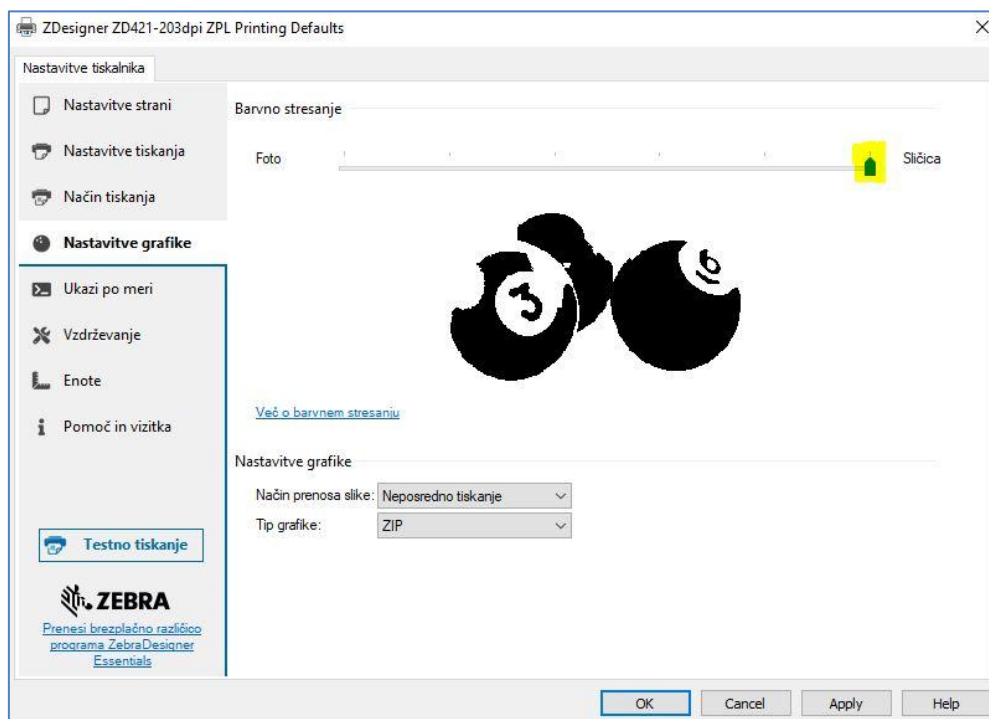 ZDesigner ZD421-203dpi ZPL Printing Defaults
Nastavitve tiskalnika
Nastavitve strani
Nastavitve tiskanja
Način tiskanja
Nastavitve grafike
Ukazi po meri
Vzdrževanje
Enote
Pomoč in vizitka
Testno tiskanje
ZEBRA
Prenesi brezplačno različico
programa ZebraDesigner
Essentials
Barvno stresanje
Foto
Sličica
3
16
Več o barvnem stresanju
Nastavitve grafike
Način prenosa slike: Neposredno tiskanje
Tip grafike: ZIP
OK Cancel Apply Help